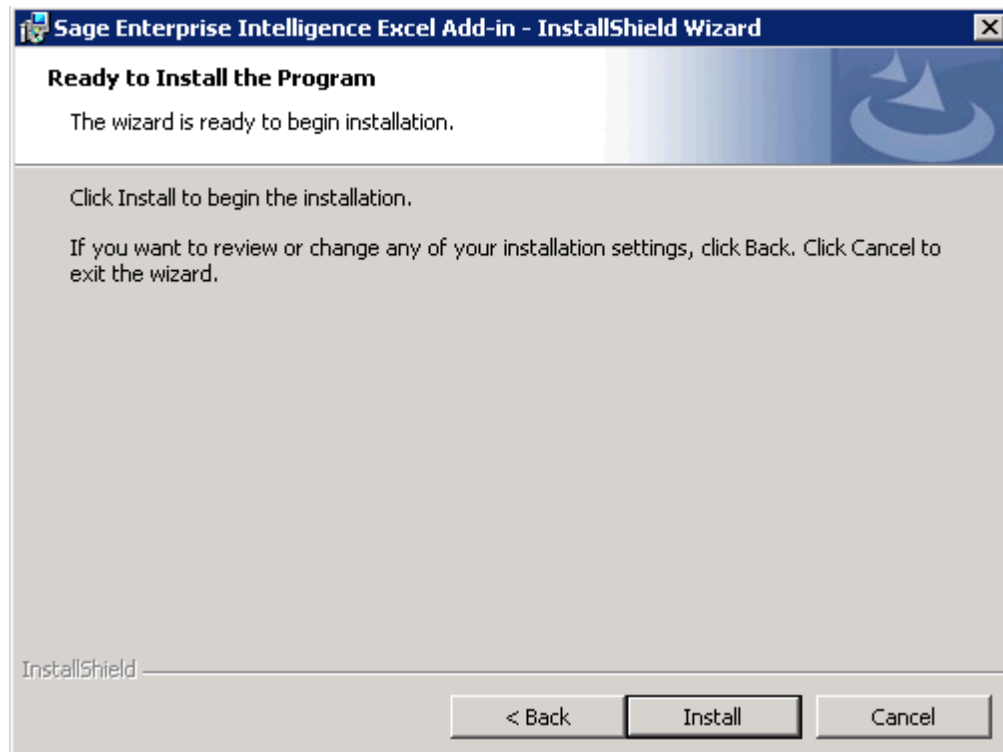 Sage Enterprise Intelligence Excel Add-in - InstallShield Wizard
Ready to Install the Program
The wizard is ready to begin installation.
Click Install to begin the installation.
If you want to review or change any of your installation settings, click Back. Click Cancel to
exit the wizard.
InstallShield
< Back Install Cancel